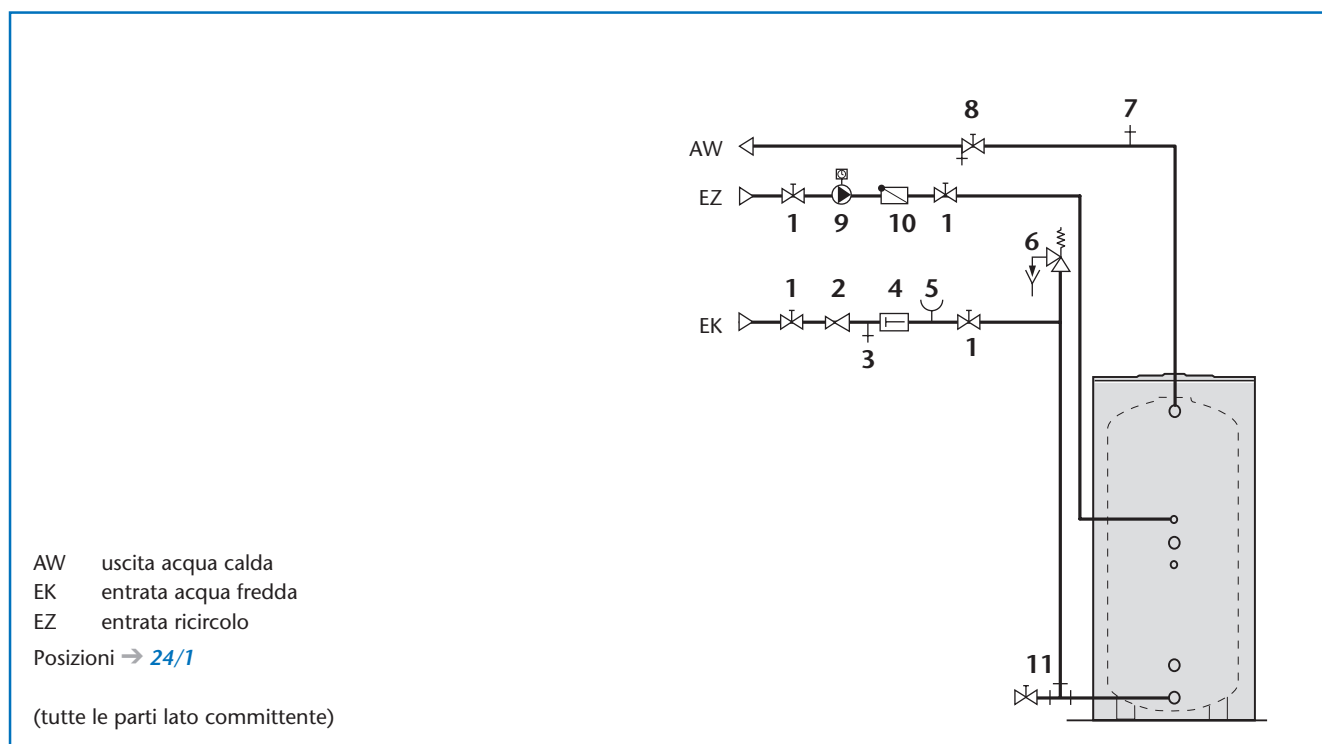 8
7
AW
EZ
1
9
10
1
6
1
2
4
5
EK
3
1
AW uscita acqua calda
EK entrata acqua fredda
EZ entrata ricircolo
Posizioni ➔ 24/1
11
(tutte le parti lato committente)